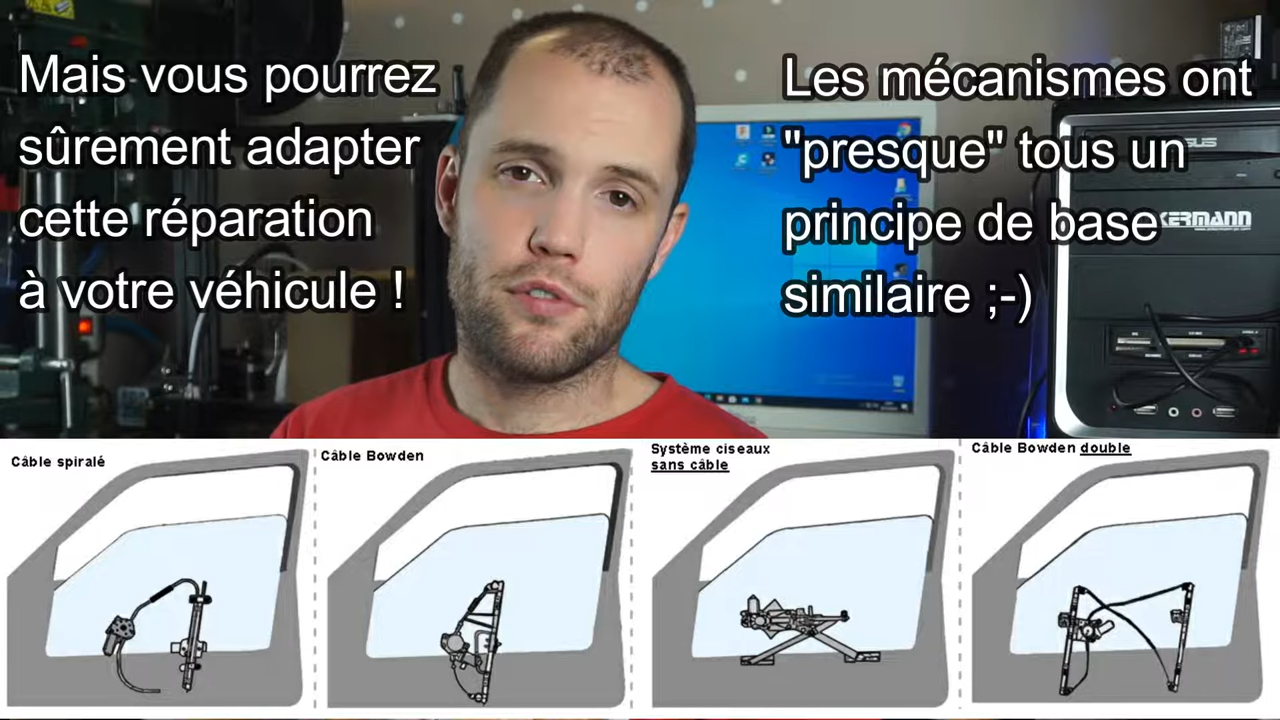 Mais vous pourrez
sûrement adapter
cette réparation
à votre véhicule !
Les mécanismes ont
"presque" tous un
principe de base
similaire ;-)
KERMANN
Câble spiralé
Câble Bowden
Système ciseaux
sans câble
Câble Bowden double